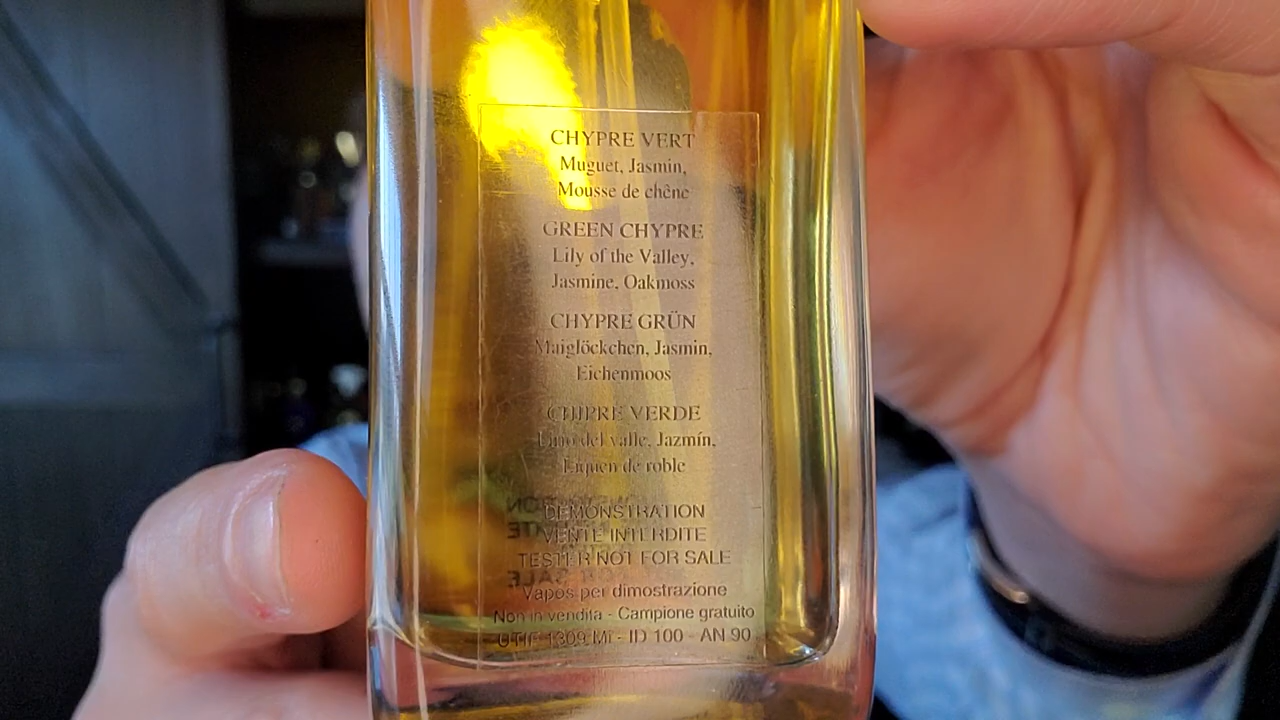 CHYPRE VERT
Muguet, Jasmin,
Mousse de chêne
GREEN CHYPRE
Lily of the Valley,
Jasmine, Oakmoss
CHYPRE GRÜN
Maiglöckchen, Jasmin,
Eichenmoos
CHIPRE VERDE
del valle, Jazmín,
Liquen de roble
DEMONSTRATION
VENTE INTERDITE
TESTER NOT FOR SALE
Vapos per dimostrazione
Non in vendita - Campione gratuito
UTIF 1309 Mi - ID 100 - AN 90